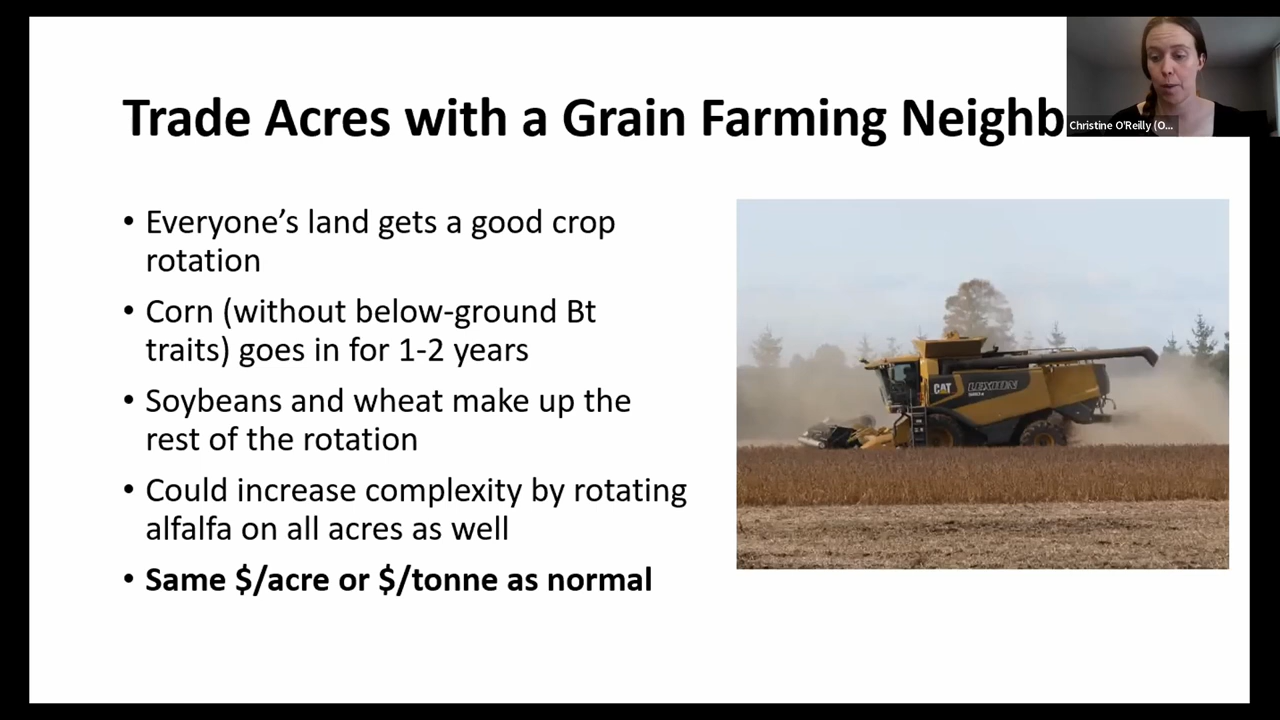 Trade Acres with a Grain Farming Neighb
Christine O'Reilly (O...
• Everyone’s land gets a good crop
rotation
• Corn (without below-ground Bt
traits) goes in for 1-2 years
• Soybeans and wheat make up the
rest of the rotation
• Could increase complexity by rotating
alfalfa on all acres as well
• Same $/acre or $/tonne as normal
CAT
LEXION